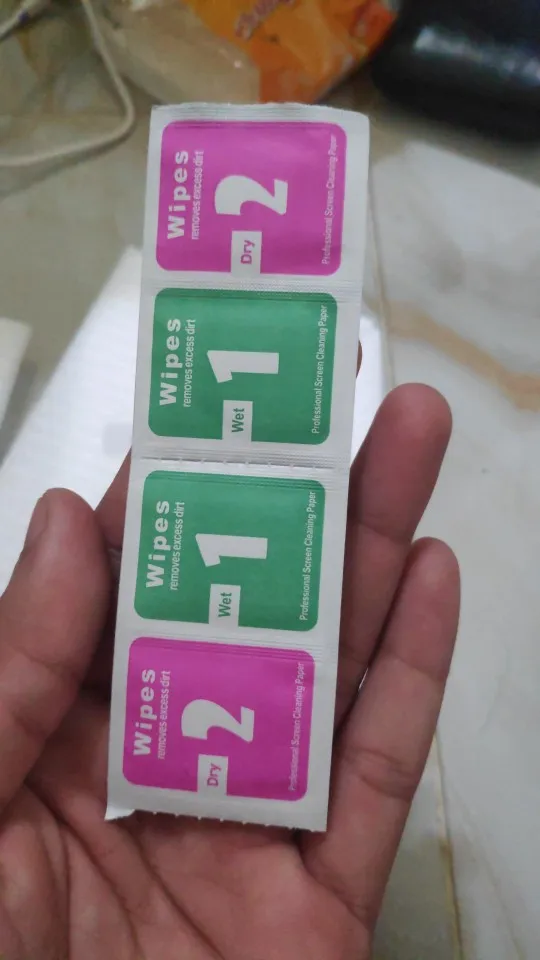 Wipes
removes excess dirt
Dry 2
Professional Screen Cleaning Paper
Wipes
removes excess dirt
Wet 1
Professional Screen Cleaning Paper
Wipes
removes excess dirt
Wet 1
Professional Screen Cleaning Paper
Wipes
removes excess dirt
Dry 2
Professional Screen Cleaning Paper